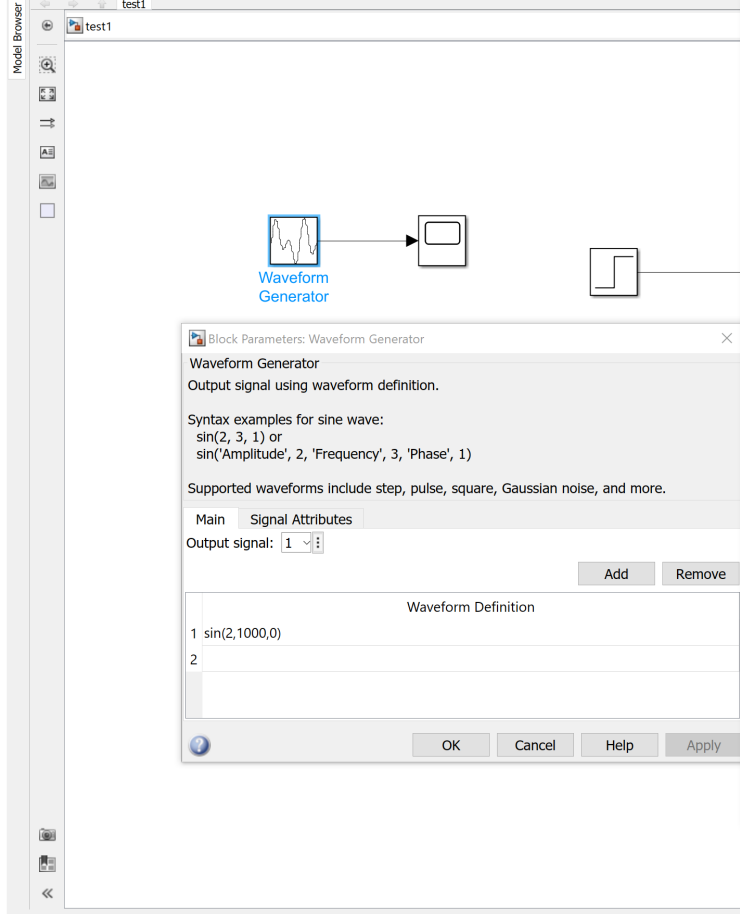 Model Browser
test1
test1
Waveform
Generator
Block Parameters: Waveform Generator
Waveform Generator
Output signal using waveform definition.
Syntax examples for sine wave:
sin(2, 3, 1) or
sin('Amplitude', 2, 'Frequency', 3, 'Phase', 1)
Supported waveforms include step, pulse, square, Gaussian noise, and more.
Main Signal Attributes
Output signal: 1
Add Remove
Waveform Definition
1 sin(2,1000,0)
2
OK Cancel Help Apply